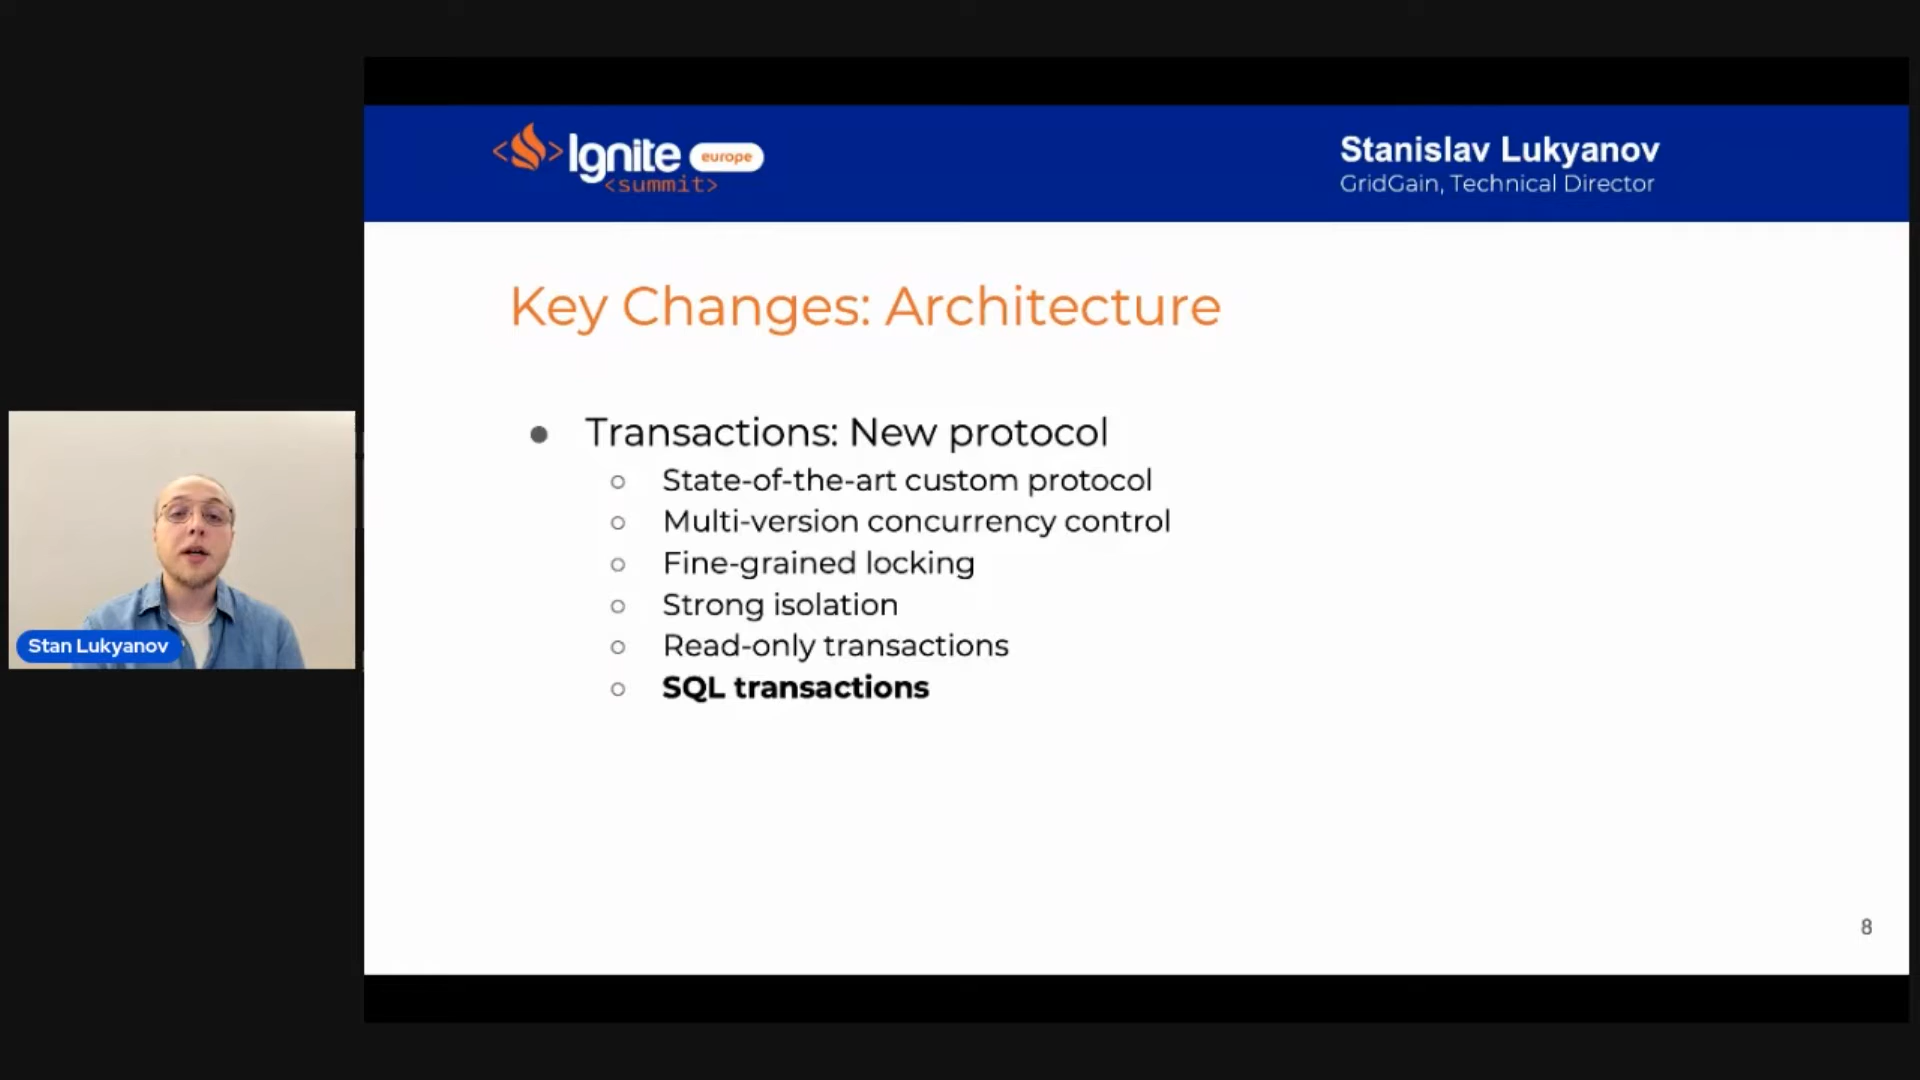 Ignite europe
<summit>
Stanislav Lukyanov
GridGain, Technical Director
Key Changes: Architecture
Transactions: New protocol
State-of-the-art custom protocol
Multi-version concurrency control
Fine-grained locking
Strong isolation
Read-only transactions
SQL transactions
Stan Lukyanov
8